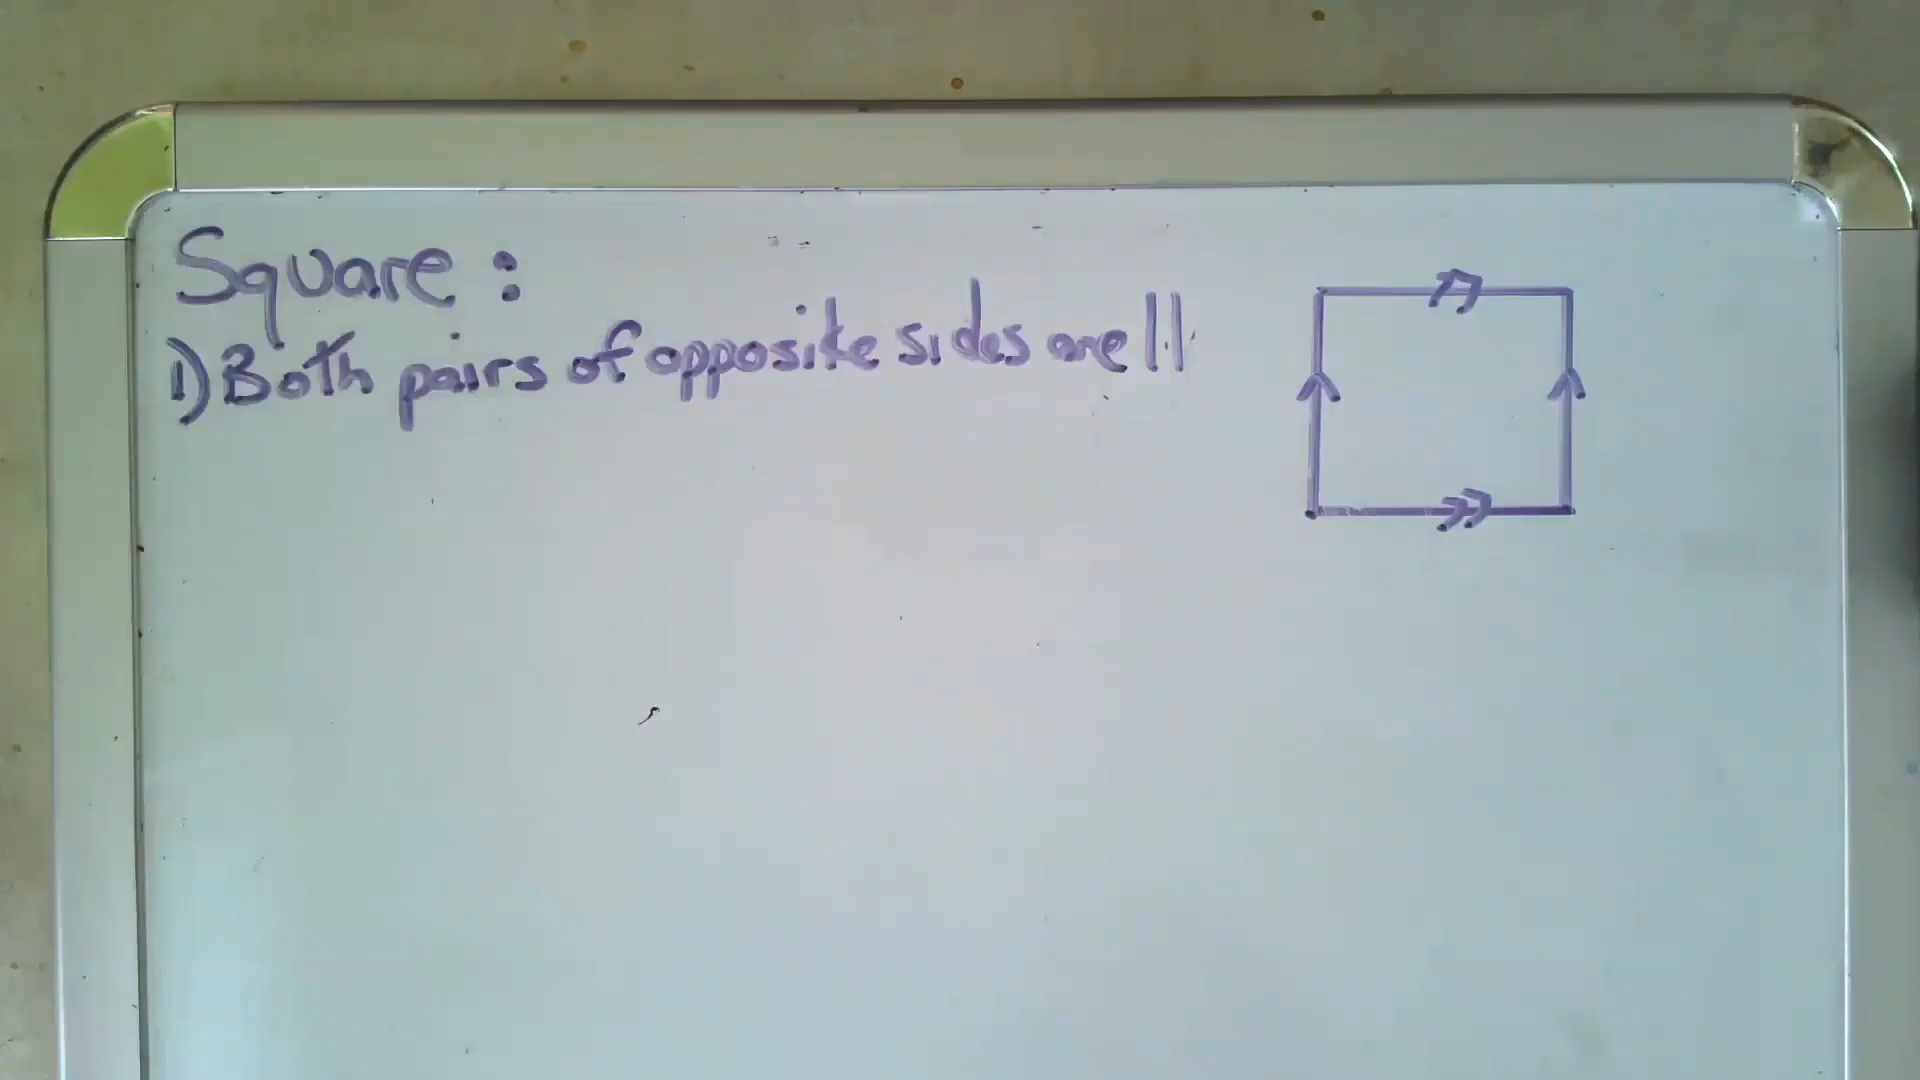 Square :
1) Both pairs of opposite sides are ||